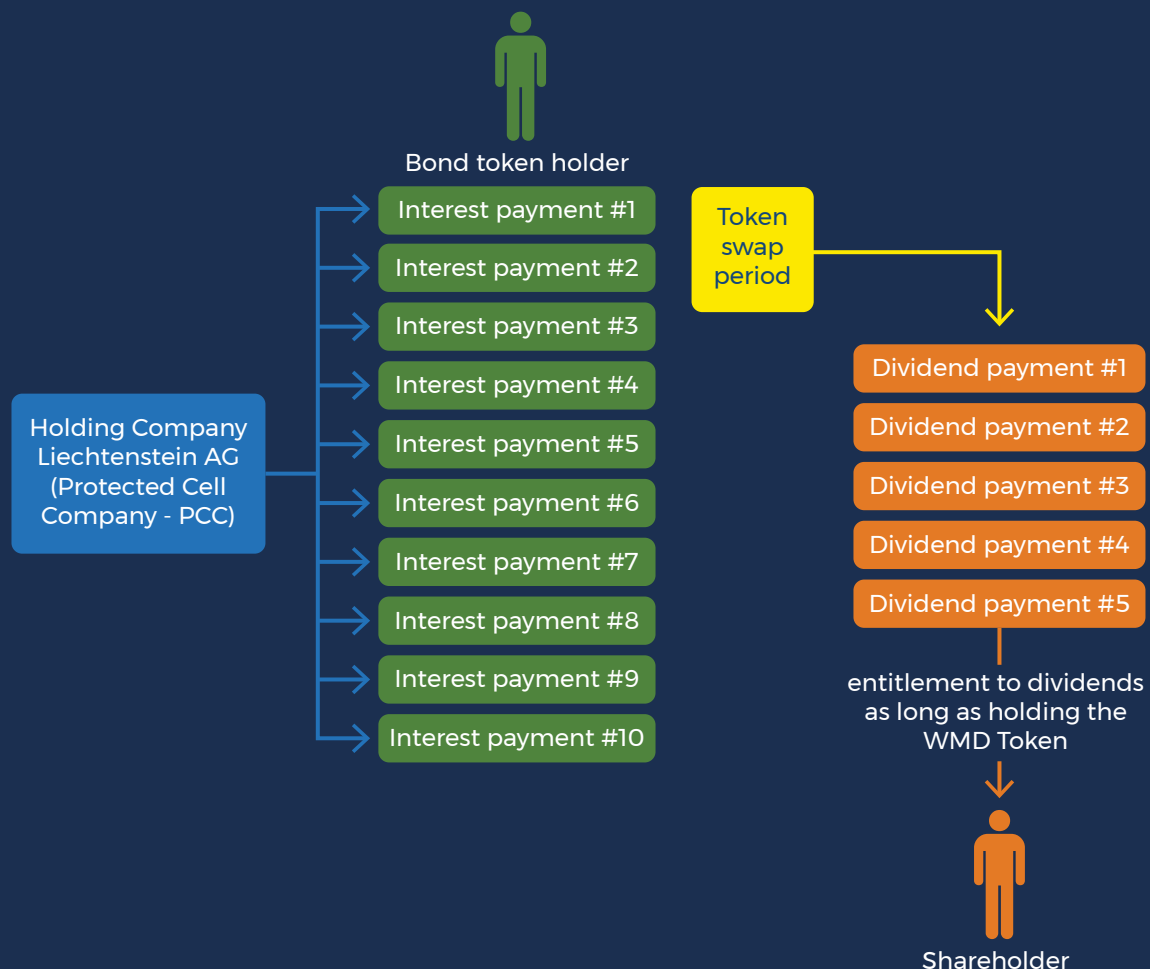 Bond token holder
Interest payment #1
Interest payment #2
Interest payment #3
Interest payment #4
Interest payment #5
Interest payment #6
Interest payment #7
Interest payment #8
Interest payment #9
Interest payment #10
Holding Company
Liechtenstein AG
(Protected Cell
Company - PCC)
Token
swap
period
Dividend payment #1
Dividend payment #2
Dividend payment #3
Dividend payment #4
Dividend payment #5
entitlement to dividends
as long as holding the
WMD Token
Shareholder